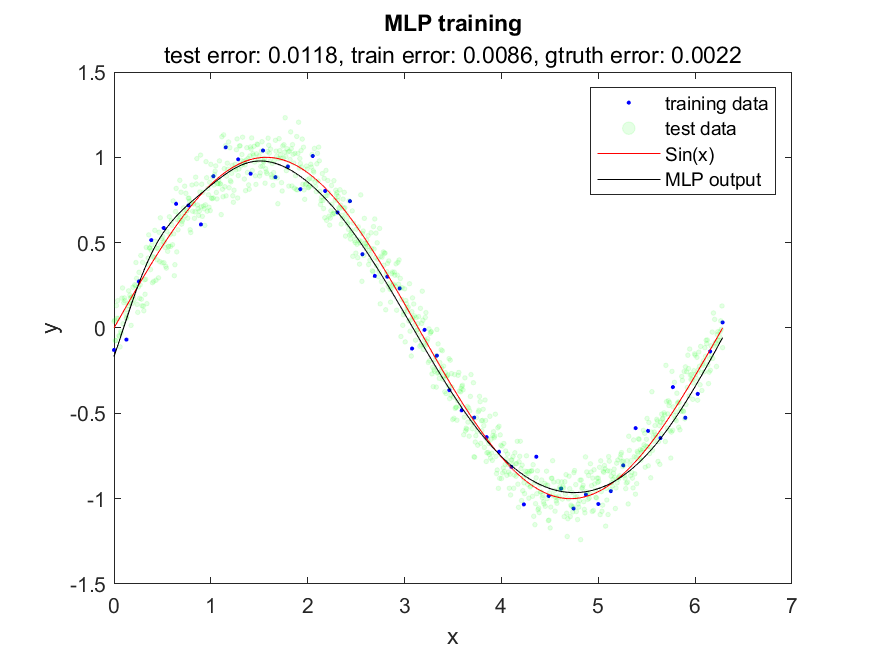 MLP training
test error: 0.0118, train error: 0.0086, gtruth error: 0.0022
1.5
training data
test data
Sin(x)
MLP output
1
0.5
y
0
-0.5
-1
-1.5
0 1 2 3 4 5 6 7
x